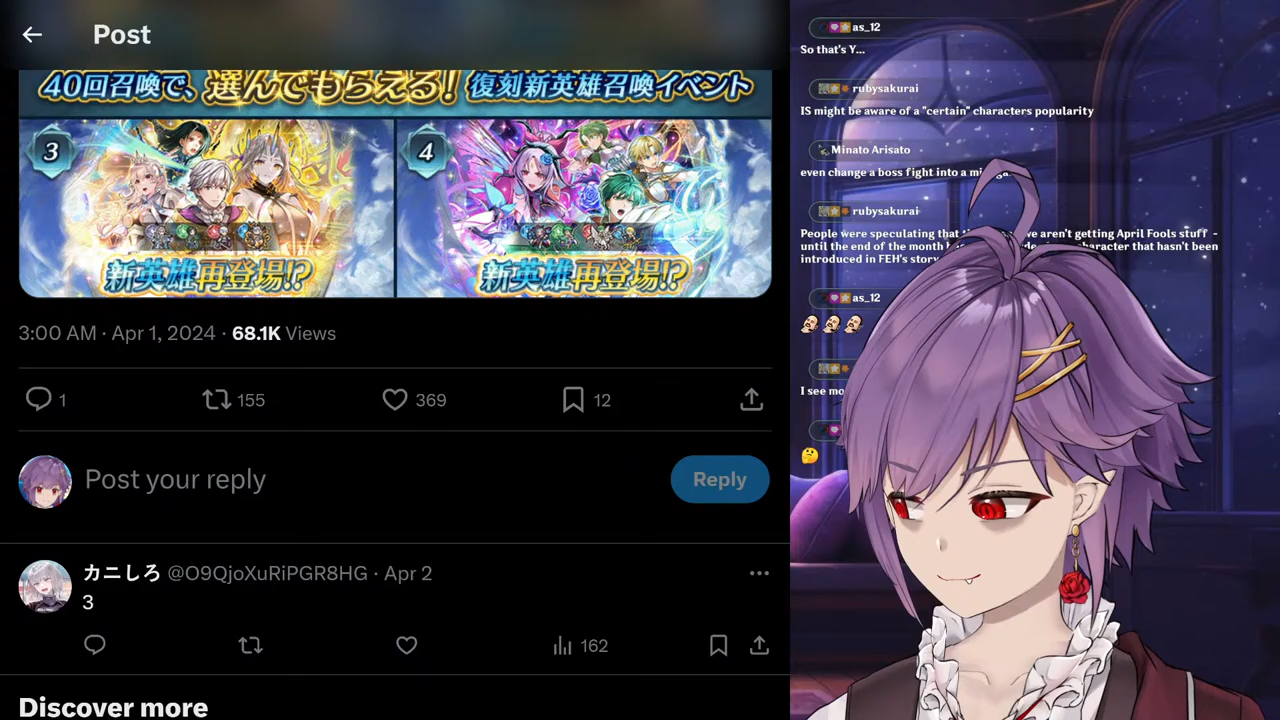 Post
40回召喚で、選んでもらえる！復刻新英雄召喚イベント
3
4
新英雄再登場!?
新英雄再登場!?
3:00 AM · Apr 1, 2024 · 68.1K Views
1
155
369
12
Post your reply
Reply
カニしろ @O9QjoXuRiPGR8HG · Apr 2
3
162
Discover more
as_12
So that's Y...
rubysakurai
IS might be aware of a "certain" characters popularity
Minato Arisato
even change a boss fight into a
rubysakurai
People were speculating that
aren't getting April Fools stuff -
until the end of the month
character that hasn't been
introduced in FEH's story
as_12
I see